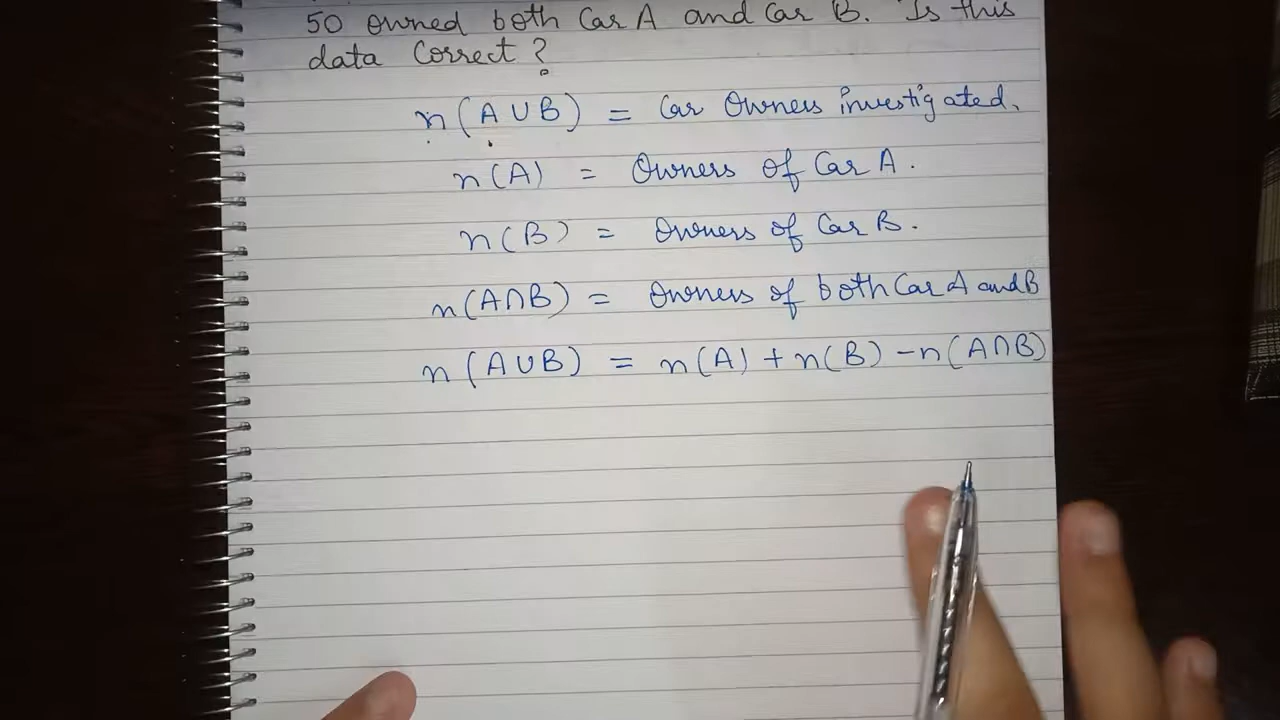 50 owned both Car A and Car B. Is this
data Correct ?
n (A ∪ B) = Car Owners investigated.
n (A) = Owners of Car A.
n (B) = Owners of Car B.
n (A∩B) = Owners of both Car A and B
n (A∪B) = n(A) + n(B) - n(A∩B)